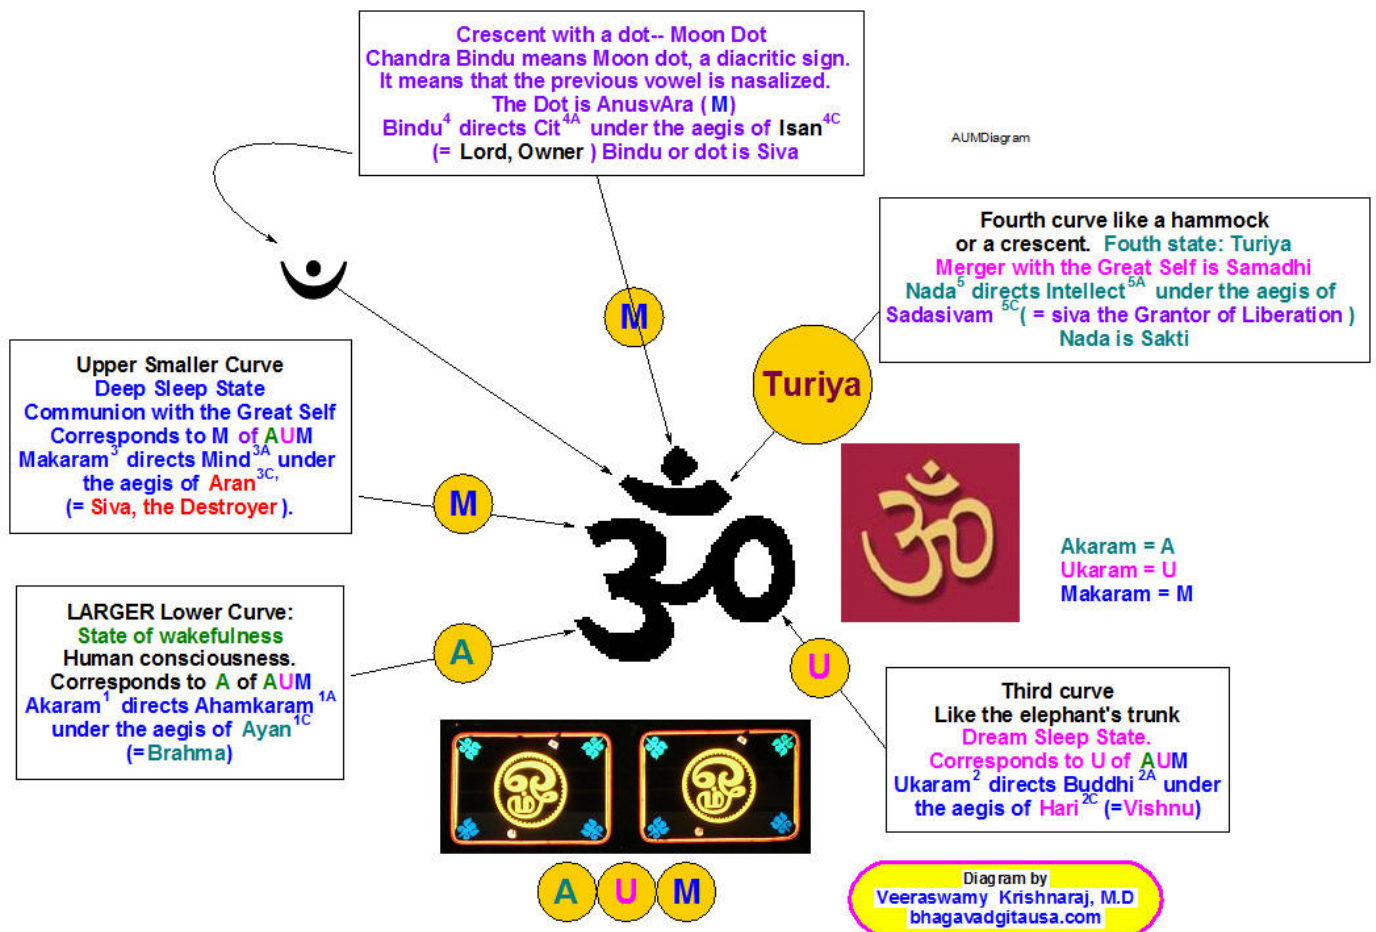 Crescent with a dot-- Moon Dot
Chandra Bindu means Moon dot, a diacritic sign.
It means that the previous vowel is nasalized.
The Dot is AnusvAra ( M )
Bindu4 directs Cit4A under the aegis of Isan4C
(= Lord, Owner ) Bindu or dot is Siva
AUMDiagram
Fourth curve like a hammock
or a crescent. Fouth state: Turiya
Merger with the Great Self is Samadhi
Nada5 directs Intellect5A under the aegis of
Sadasivam 5C( = siva the Grantor of Liberation )
Nada is Sakti
M
Turiya
Upper Smaller Curve
Deep Sleep State
Communion with the Great Self
Corresponds to M of AUM
Makaram3 directs Mind3A under
the aegis of Aran3C,
(= Siva, the Destroyer ).
M
ॐ
ॐ
Akaram = A
Ukaram = U
Makaram = M
LARGER Lower Curve:
State of wakefulness
Human consciousness.
Corresponds to A of AUM
Akaram1 directs Ahamkaram 1A
under the aegis of Ayan1C
(=Brahma)
A
U
Third curve
Like the elephant's trunk
Dream Sleep State.
Corresponds to U of AUM
Ukaram2 directs Buddhi 2A under
the aegis of Hari 2C (=Vishnu)
ௐ ௐ
A U M
Diagram by
Veeraswamy Krishnaraj, M.D
bhagavadgitausa.com